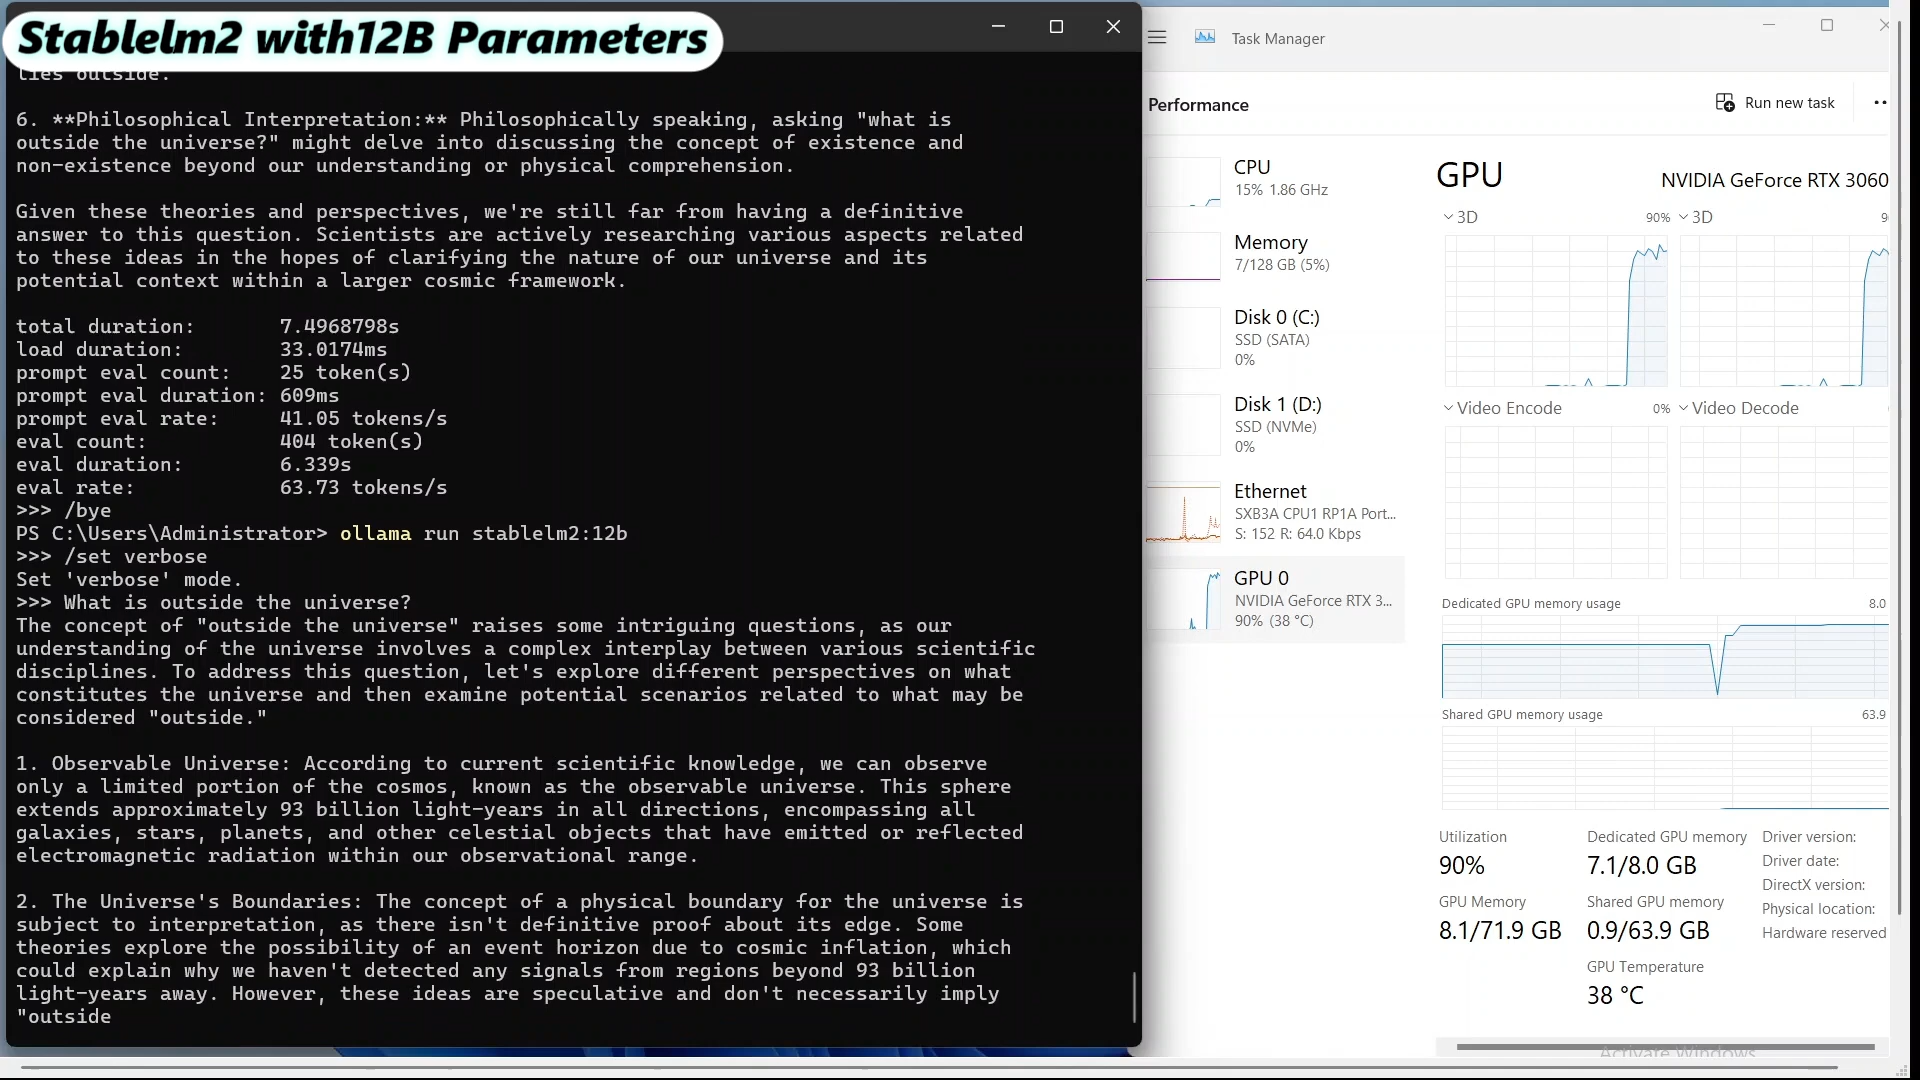 Stablelm2 with12B Parameters
lies outside.
6. **Philosophical Interpretation:** Philosophically speaking, asking "what is
outside the universe?" might delve into discussing the concept of existence and
non-existence beyond our understanding or physical comprehension.
Given these theories and perspectives, we're still far from having a definitive
answer to this question. Scientists are actively researching various aspects related
to these ideas in the hopes of clarifying the nature of our universe and its
potential context within a larger cosmic framework.
total duration: 7.4968798s
load duration: 33.0174ms
prompt eval count: 25 token(s)
prompt eval duration: 609ms
prompt eval rate: 41.05 tokens/s
eval count: 404 token(s)
eval duration: 6.339s
eval rate: 63.73 tokens/s
>>> /bye
PS C:\Users\Administrator> ollama run stablelm2:12b
>>> /set verbose
Set 'verbose' mode.
>>> What is outside the universe?
The concept of "outside the universe" raises some intriguing questions, as our
understanding of the universe involves a complex interplay between various scientific
disciplines. To address this question, let's explore different perspectives on what
constitutes the universe and then examine potential scenarios related to what may be
considered "outside."
1. Observable Universe: According to current scientific knowledge, we can observe
only a limited portion of the cosmos, known as the observable universe. This sphere
extends approximately 93 billion light-years in all directions, encompassing all
galaxies, stars, planets, and other celestial objects that have emitted or reflected
electromagnetic radiation within our observational range.
2. The Universe's Boundaries: The concept of a physical boundary for the universe is
subject to interpretation, as there isn't definitive proof about its edge. Some
theories explore the possibility of an event horizon due to cosmic inflation, which
could explain why we haven't detected any signals from regions beyond 93 billion
light-years away. However, these ideas are speculative and don't necessarily imply
"outside
Task Manager
Performance
Run new task
CPU
15% 1.86 GHz
Memory
7/128 GB (5%)
Disk 0 (C:)
SSD (SATA)
0%
Disk 1 (D:)
SSD (NVMe)
0%
Ethernet
SXB3A CPU1 RP1A Port...
S: 152 R: 64.0 Kbps
GPU 0
NVIDIA GeForce RTX 3...
90% (38 °C)
GPU
NVIDIA GeForce RTX 3060
3D 90%
3D
Video Encode 0%
Video Decode
Dedicated GPU memory usage 8.0
Shared GPU memory usage 63.9
Utilization
90%
Dedicated GPU memory
7.1/8.0 GB
GPU Memory
8.1/71.9 GB
Shared GPU memory
0.9/63.9 GB
GPU Temperature
38 °C
Driver version:
Driver date:
DirectX version:
Physical location:
Hardware reserved
Activate Windows